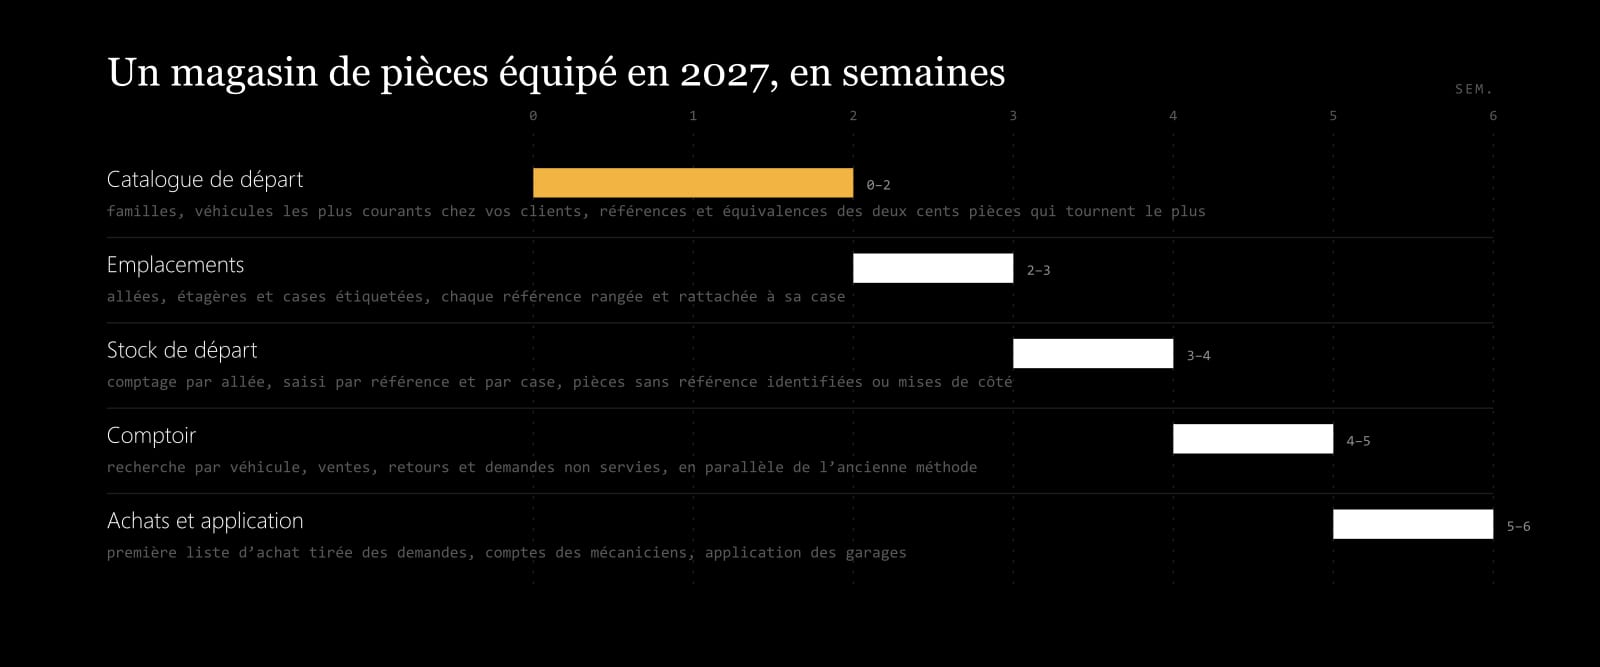 Un magasin de pièces équipé en 2027, en semaines
SEM.
0 1 2 3 4 5 6
Catalogue de départ
0–2
familles, véhicules les plus courants chez vos clients, références et équivalences des deux cents pièces qui tournent le plus
Emplacements
2–3
allées, étagères et cases étiquetées, chaque référence rangée et rattachée à sa case
Stock de départ
3–4
comptage par allée, saisi par référence et par case, pièces sans référence identifiées ou mises de côté
Comptoir
4–5
recherche par véhicule, ventes, retours et demandes non servies, en parallèle de l’ancienne méthode
Achats et application
5–6
première liste d’achat tirée des demandes, comptes des mécaniciens, application des garages